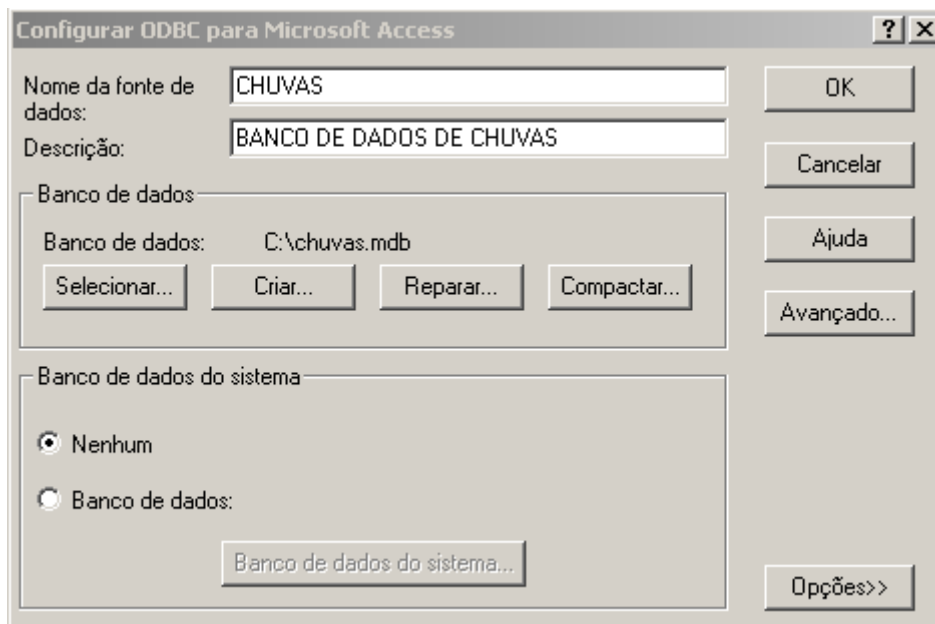 Configurar ODBC para Microsoft Access
Nome da fonte de
dados:
CHUVAS
OK
Descrição:
BANCO DE DADOS DE CHUVAS
Cancelar
Banco de dados
Banco de dados:
C:\chuvas.mdb
Ajuda
Selecionar...
Criar...
Reparar...
Compactar...
Avançado...
Banco de dados do sistema
Nenhum
Banco de dados:
Banco de dados do sistema...
Opções>>